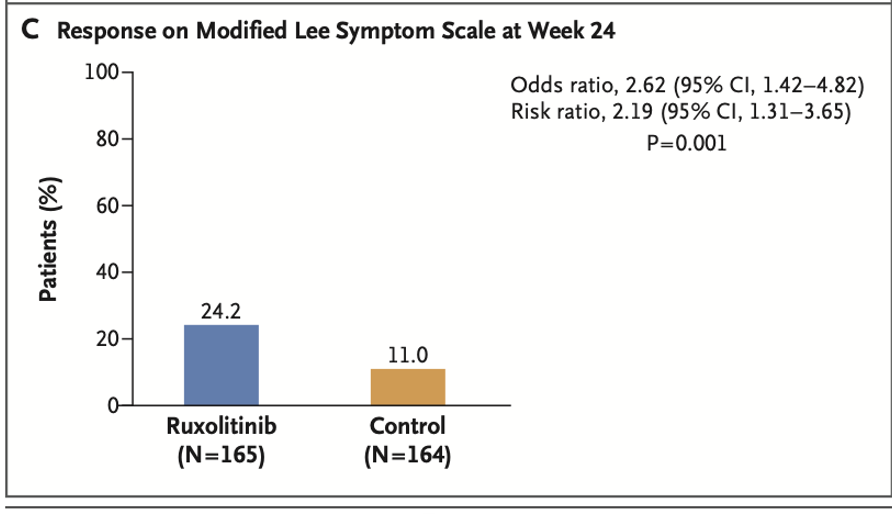 C Response on Modified Lee Symptom Scale at Week 24
Odds ratio, 2.62 (95% CI, 1.42–4.82)
Risk ratio, 2.19 (95% CI, 1.31–3.65)
P=0.001
Patients (%)
100
80
60
40
20
0
24.2
11.0
Ruxolitinib
(N=165)
Control
(N=164)